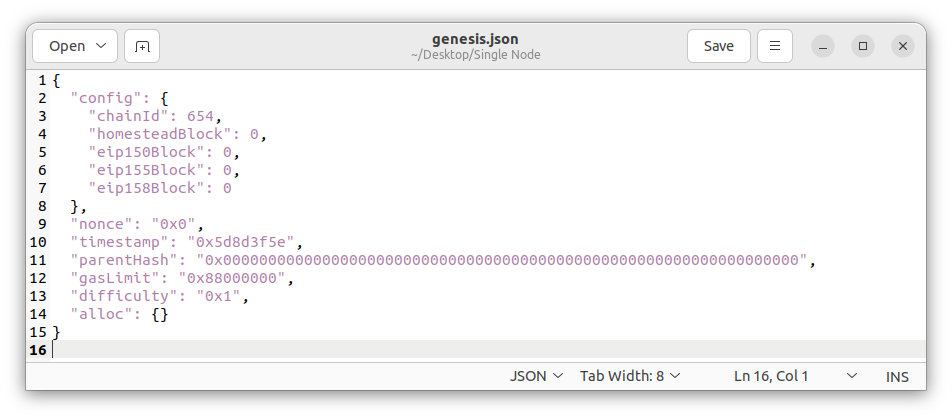 Open
genesis.json
~/Desktop/Single Node
Save
1 {
2   "config": {
3     "chainId": 654,
4     "homesteadBlock": 0,
5     "eip150Block": 0,
6     "eip155Block": 0,
7     "eip158Block": 0
8   },
9   "nonce": "0x0",
10   "timestamp": "0x5d8d3f5e",
11   "parentHash": "0x0000000000000000000000000000000000000000000000000000000000000000",
12   "gasLimit": "0x88000000",
13   "difficulty": "0x1",
14   "alloc": {}
15 }
16
JSON Tab Width: 8 Ln 16, Col 1 INS